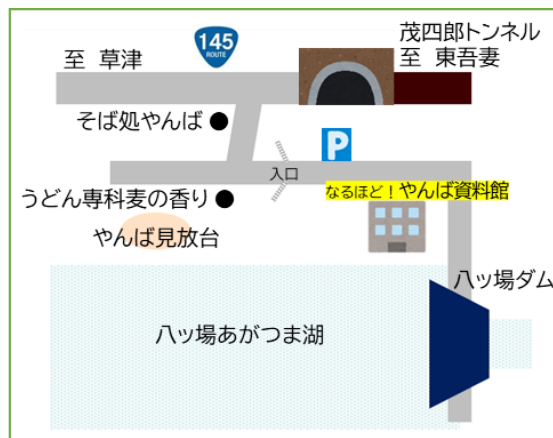 145
ROUTE
茂四郎トンネル
至 草津
至 東吾妻
そば処やんば
P
入口
うどん専科麦の香り
なるほど！やんば資料館
やんば見放台
八ッ場ダム
八ッ場あがつま湖